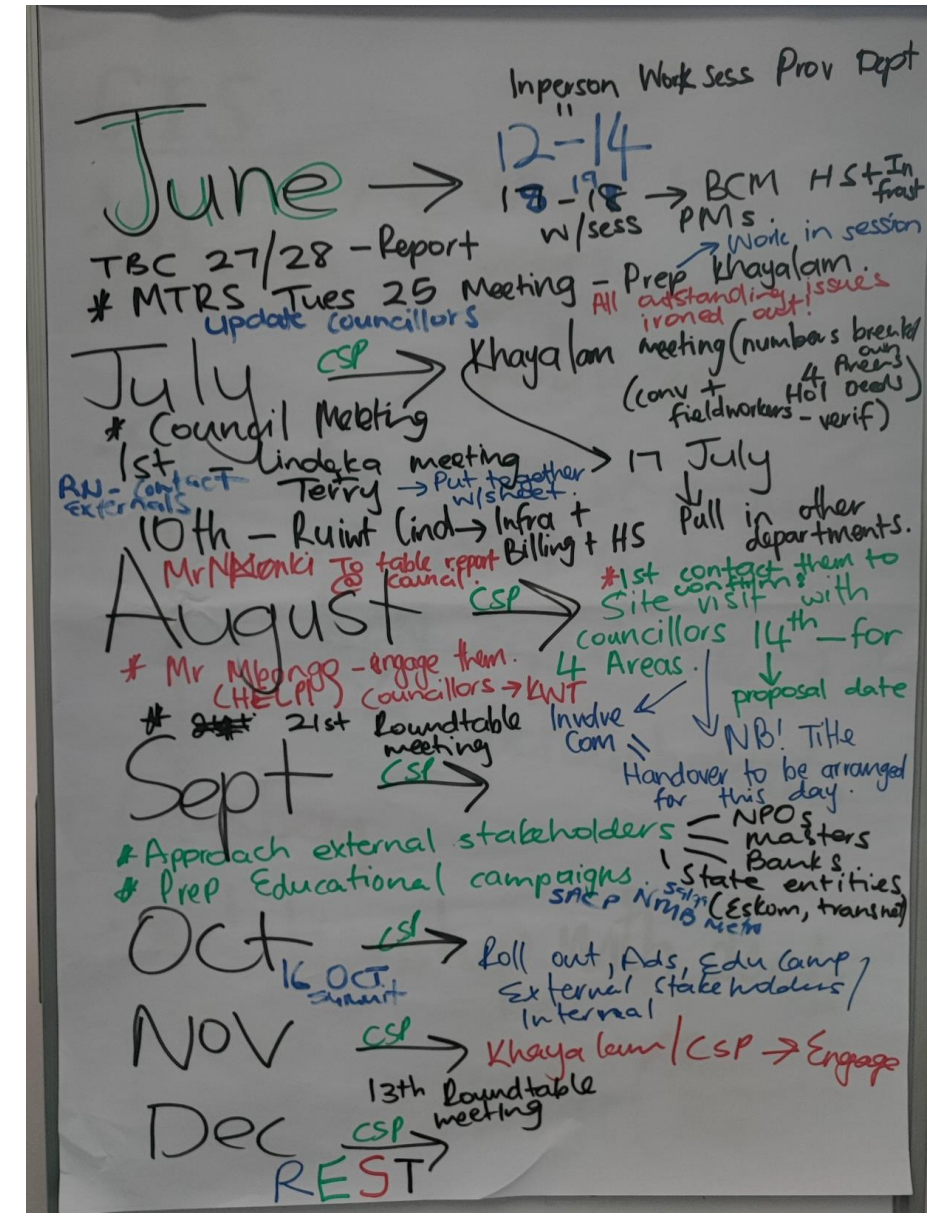 Inperson Work sess Prov Dept
June → 12-14
18-19 → BCM HS + Infrast
w/sess PMs.
TBC 27/28 - Report
Work in session
* MTRS Tues 25 Meeting - Prep Khayalam.
update councillors
All outstanding issues
ironed out!
July CSP → Khayalam meeting (numbers breakdown
4 Areas
(conv + Hol Deeds)
fieldworkers - verif)
* Council Meeting
1st - Lindeka meeting → 17 July
RN - Contact
Externals
Terry → Put together
w/sheet.
Pull in other
departments.
10th - Ruint Cind → Infra +
Billing + HS
To table report
@ council.
August CSP →
*1st contact them to
confirm!
Site visit with
councillors 14th - for
4 Areas.
proposal date
* Mr Mbongo - engage them.
(HELP) councillors → KWT
* 21st Roundtable
meeting
Involve
Com
NB! Title
Handover to be arranged
for this day.
Sept CSP →
* Approach external stakeholders - NPOs
masters
Banks.
State entities
(Eskom, transnet)
* Prep Educational campaigns.
NMB Metro
Oct CSP → Roll out, Ads, Edu Camp
16 OCT
Summit
External Stakeholders/
Internal
Nov CSP → Khayalam/CSP → Engage
13th Roundtable
meeting
Dec CSP →
REST